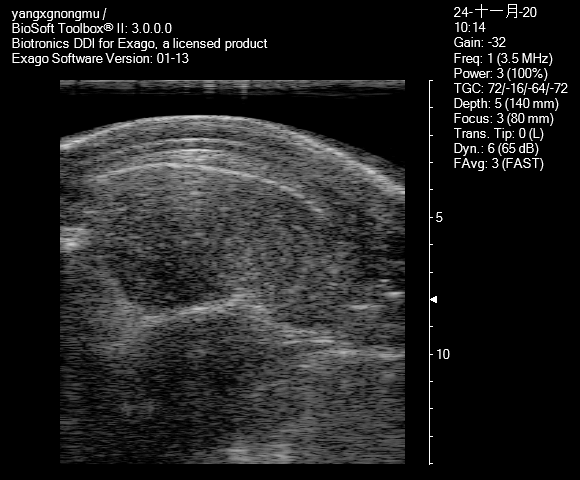 yangxgnongmu /
BioSoft Toolbox® II: 3.0.0.0
Biotronics DDI for Exago, a licensed product
Exago Software Version: 01-13
24-十一月-20
10:14
Gain: -32
Freq: 1 (3.5 MHz)
Power: 3 (100%)
TGC: 72/-16/-64/-72
Depth: 5 (140 mm)
Focus: 3 (80 mm)
Trans. Tip: 0 (L)
Dyn.: 6 (65 dB)
FAvg: 3 (FAST)
5
10